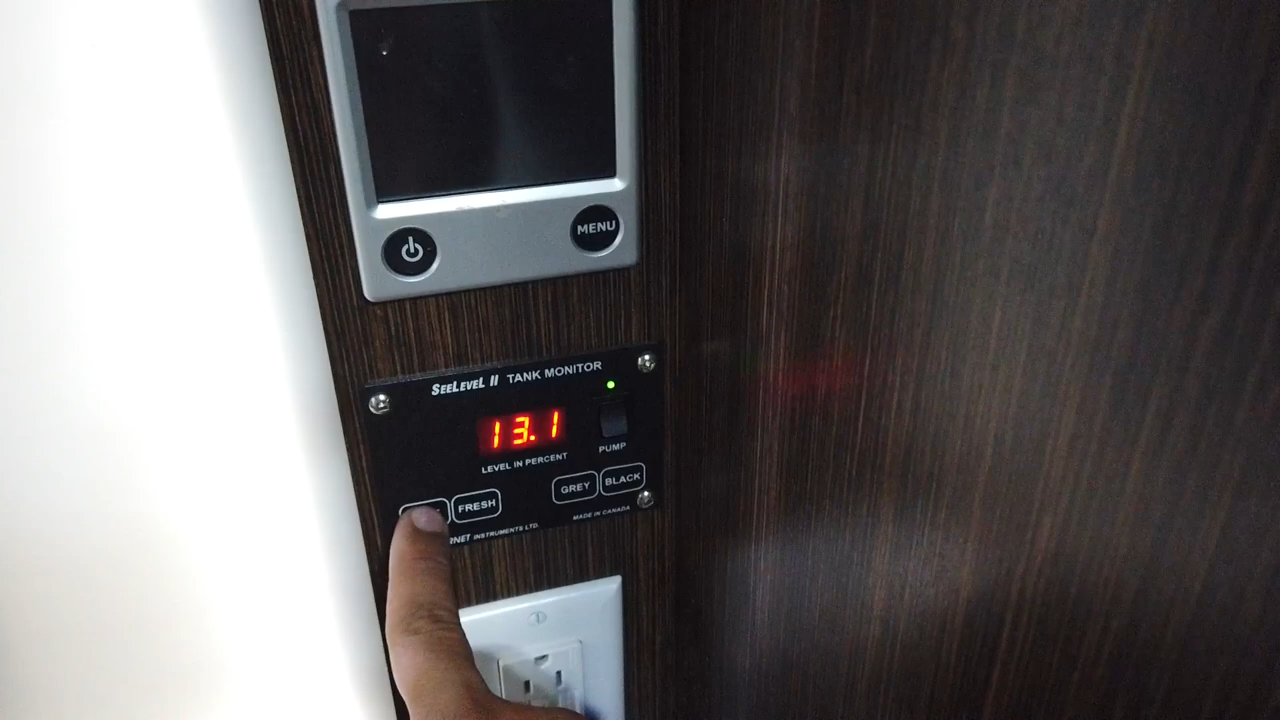 MENU
SEELEVEL II TANK MONITOR
13.1
LEVEL IN PERCENT
PUMP
FRESH
GREY
BLACK
INSTRUMENTS LTD.
MADE IN CANADA